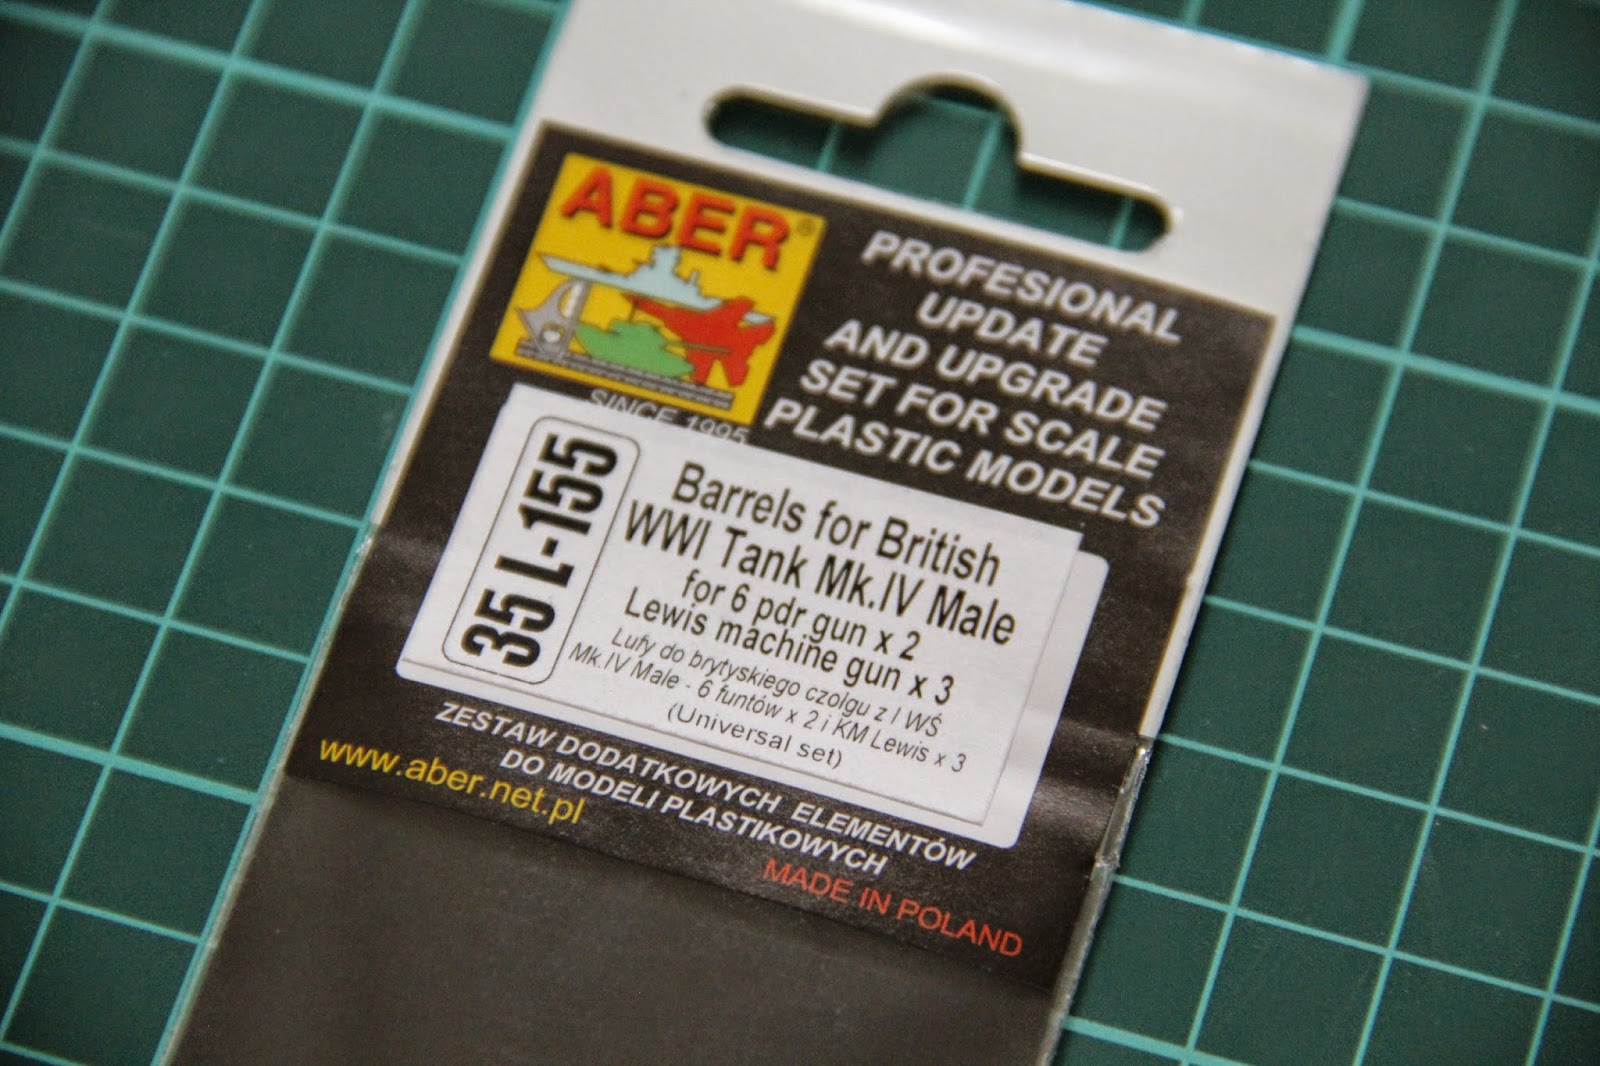 ABER®
SINCE 1995
PROFESIONAL
UPDATE
AND UPGRADE
SET FOR SCALE
PLASTIC MODELS
35 L-155
Barrels for British
WWI Tank Mk.IV Male
for 6 pdr gun x 2
Lewis machine gun x 3
Lufy do brytyskiego czolgu z I WŚ
Mk.IV Male - 6 funtów x 2 i KM Lewis x 3
(Universal set)
ZESTAW DODATKOWYCH ELEMENTÓW
DO MODELI PLASTIKOWYCH
www.aber.net.pl
MADE IN POLAND